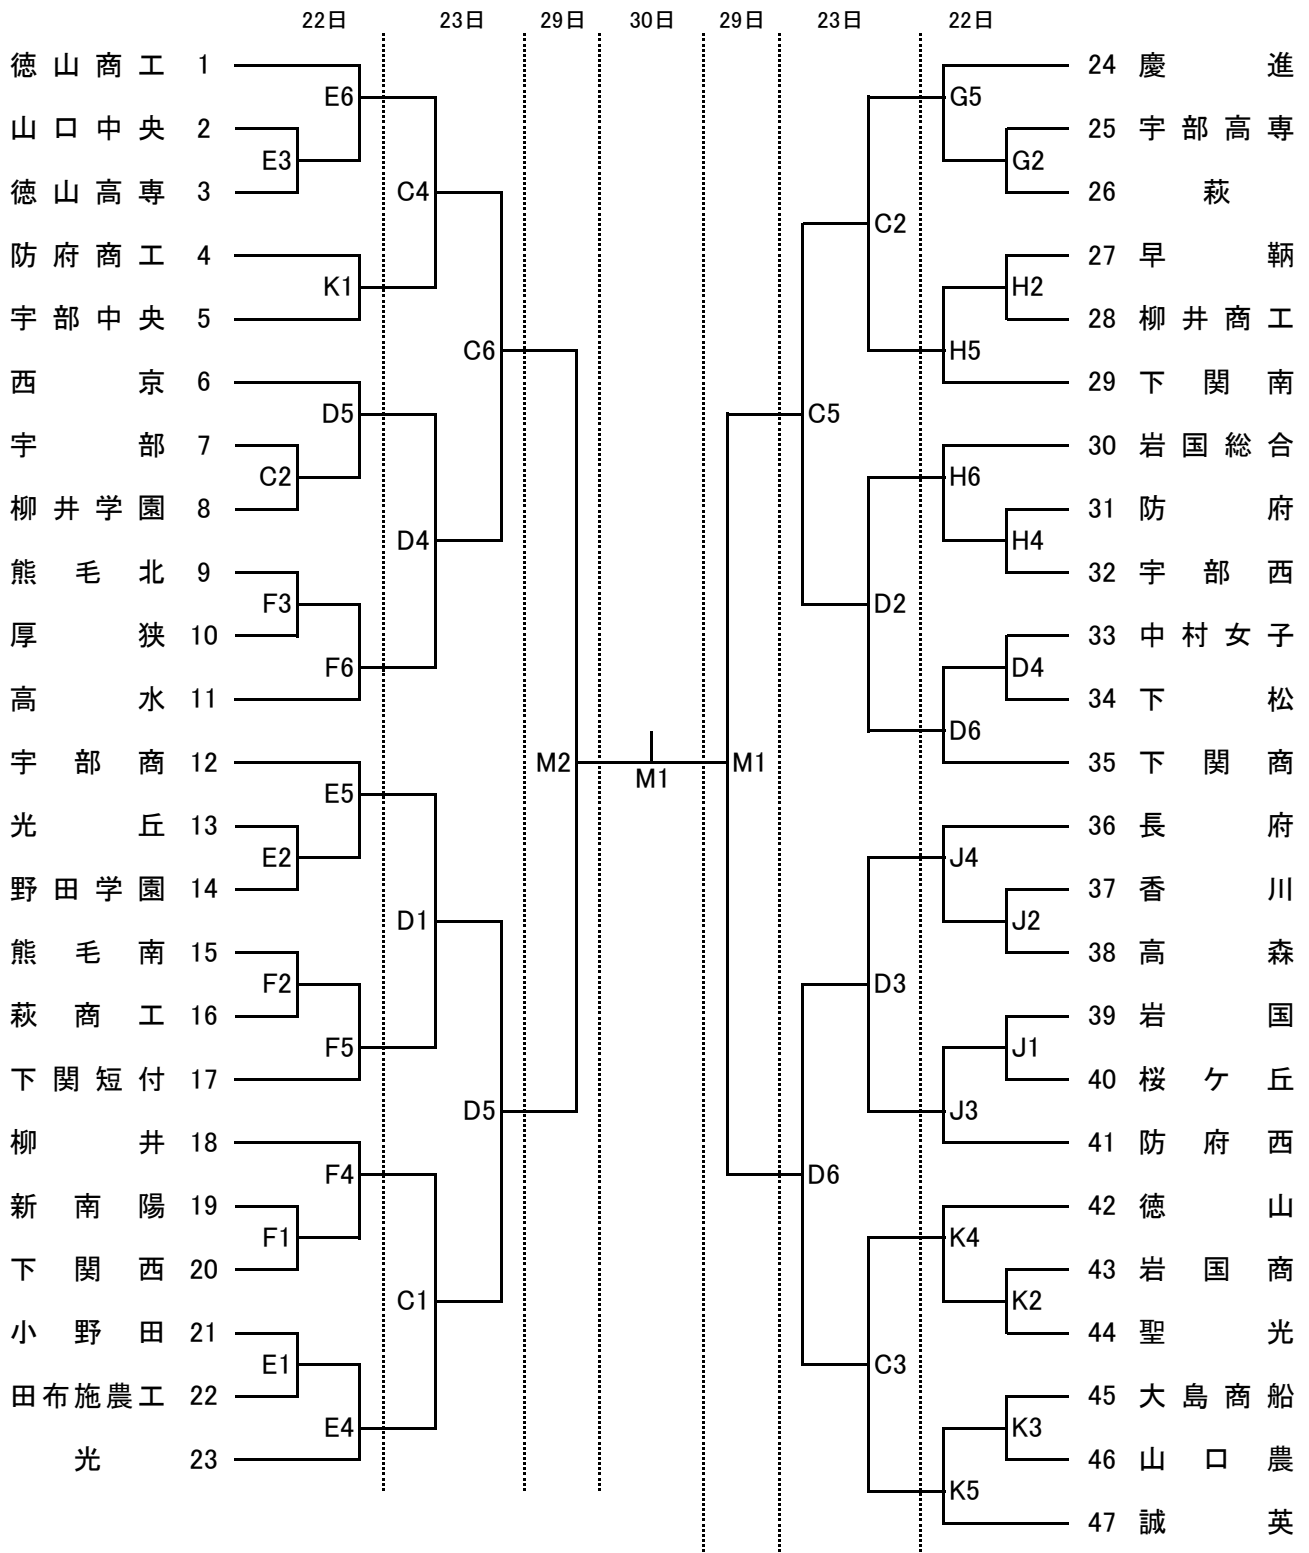 22日 23日 29日 30日 29日 23日 22日
徳山商工 1
E6
山口中央 2
E3
徳山高専 3
C4
防府商工 4
K1
宇部中央 5
C6
西京 6
D5
宇部 7
C2
柳井学園 8
D4
熊毛北 9
F3
厚狭 10
F6
高水 11
宇部商 12
M2
E5
光丘 13
E2
野田学園 14
D1
熊毛南 15
F2
萩商工 16
F5
下関短付 17
D5
柳井 18
F4
新南陽 19
F1
下関西 20
C1
小野田 21
E1
田布施農工 22
E4
光 23
M1
M1
24 慶進
G5
25 宇部高専
G2
26 萩
C2
27 早鞆
H2
28 柳井商工
H5
29 下関南
C5
30 岩国総合
H6
31 防府
H4
32 宇部西
D2
33 中村女子
D4
34 下松
D6
35 下関商
36 長府
J4
37 香川
J2
38 高森
D3
39 岩国
J1
40 桜ケ丘
J3
41 防府西
D6
42 徳山
K4
43 岩国商
K2
44 聖光
C3
45 大島商船
K3
46 山口農
K5
47 誠英